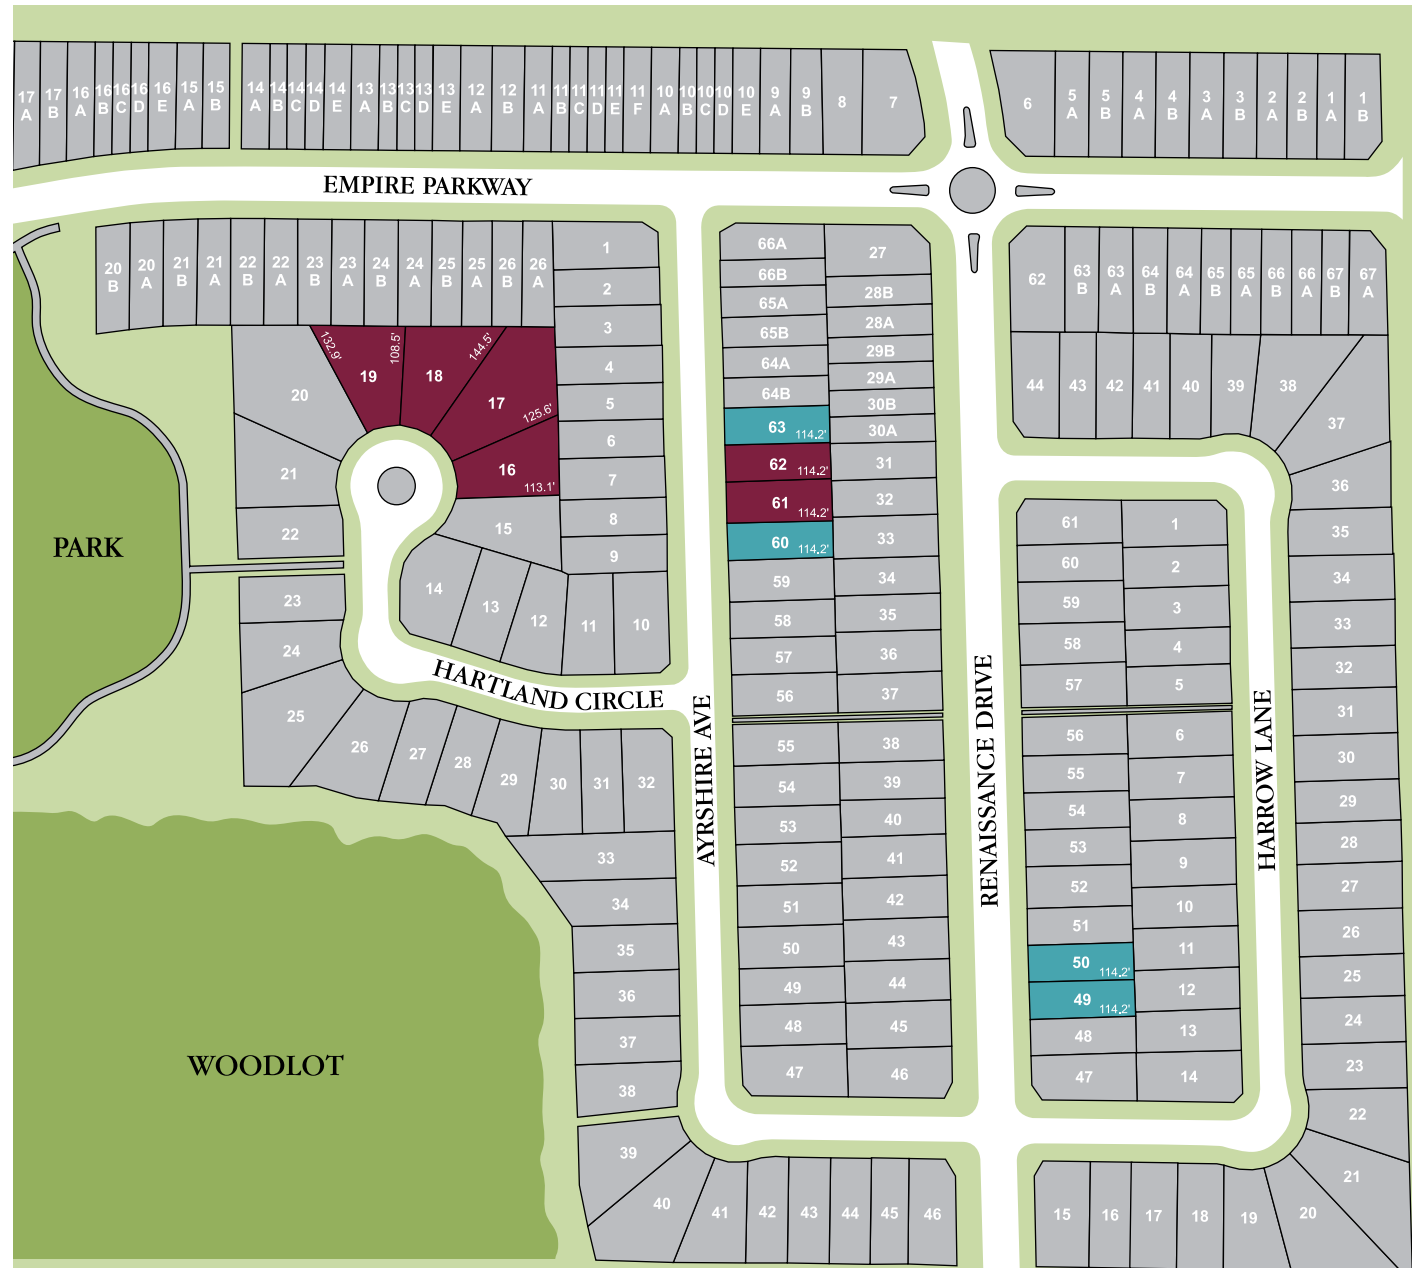 17 A
17 B
16 A
16 B
16 C
16 D
16 E
15 A
15 B
14 A
14 B
14 C
14 D
14 E
13 A
13 B
13 C
13 D
13 E
12 A
12 B
11 A
11 B
11 C
11 D
11 E
11 F
10 A
10 B
10 C
10 D
10 E
9 A
9 B
8
7
6
5 A
5 B
4 A
4 B
3 A
3 B
2 A
2 B
1 A
1 B
EMPIRE PARKWAY
20 B
20 A
21 B
21 A
22 B
22 A
23 B
23 A
24 B
24 A
25 B
25 A
26 B
26 A
1
2
3
4
5
6
7
8
9
10
11
12
13
14
15
16
113.1'
17
125.6'
144.5'
18
108.5'
19
132.9'
20
21
22
23
24
25
26
27
28
29
30
31
32
33
34
35
36
37
38
39
40
41
42
43
44
45
46
PARK
WOODLOT
HARTLAND CIRCLE
AYRSHIRE AVE
66A
66B
65A
65B
64A
64B
63
114.2'
62
114.2'
61
114.2'
60
114.2'
59
58
57
56
55
54
53
52
51
50
49
48
47
27
28B
28A
29B
29A
30B
30A
31
32
33
34
35
36
37
38
39
40
41
42
43
44
45
46
RENAISSANCE DRIVE
62
63 B
63 A
64 B
64 A
65 B
65 A
66 B
66 A
67 B
67 A
44
43
42
41
40
39
38
37
36
35
34
33
32
31
30
29
28
27
26
25
24
23
22
21
20
19
18
17
16
15
61
60
59
58
57
56
55
54
53
52
51
50
114.2'
49
114.2'
48
47
1
2
3
4
5
6
7
8
9
10
11
12
13
14
HARROW LANE